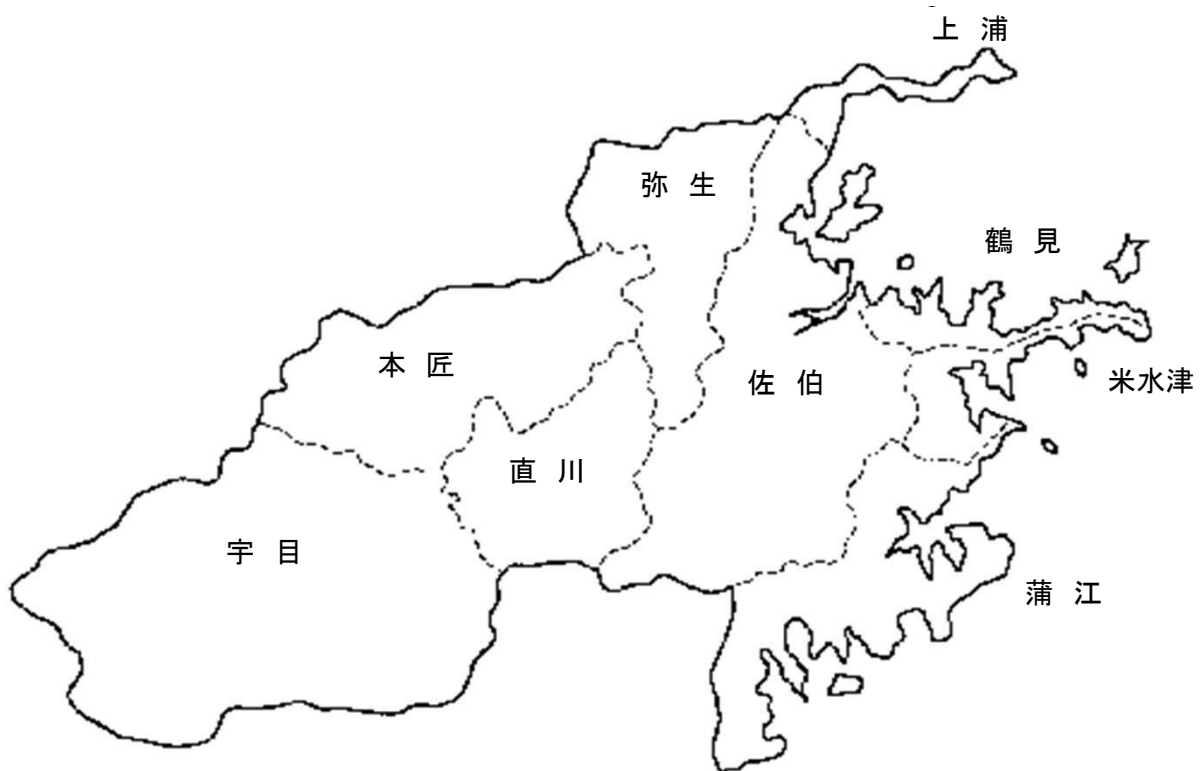 上 浦
弥 生
鶴 見
本 匠
佐 伯
米水津
直 川
宇 目
蒲 江